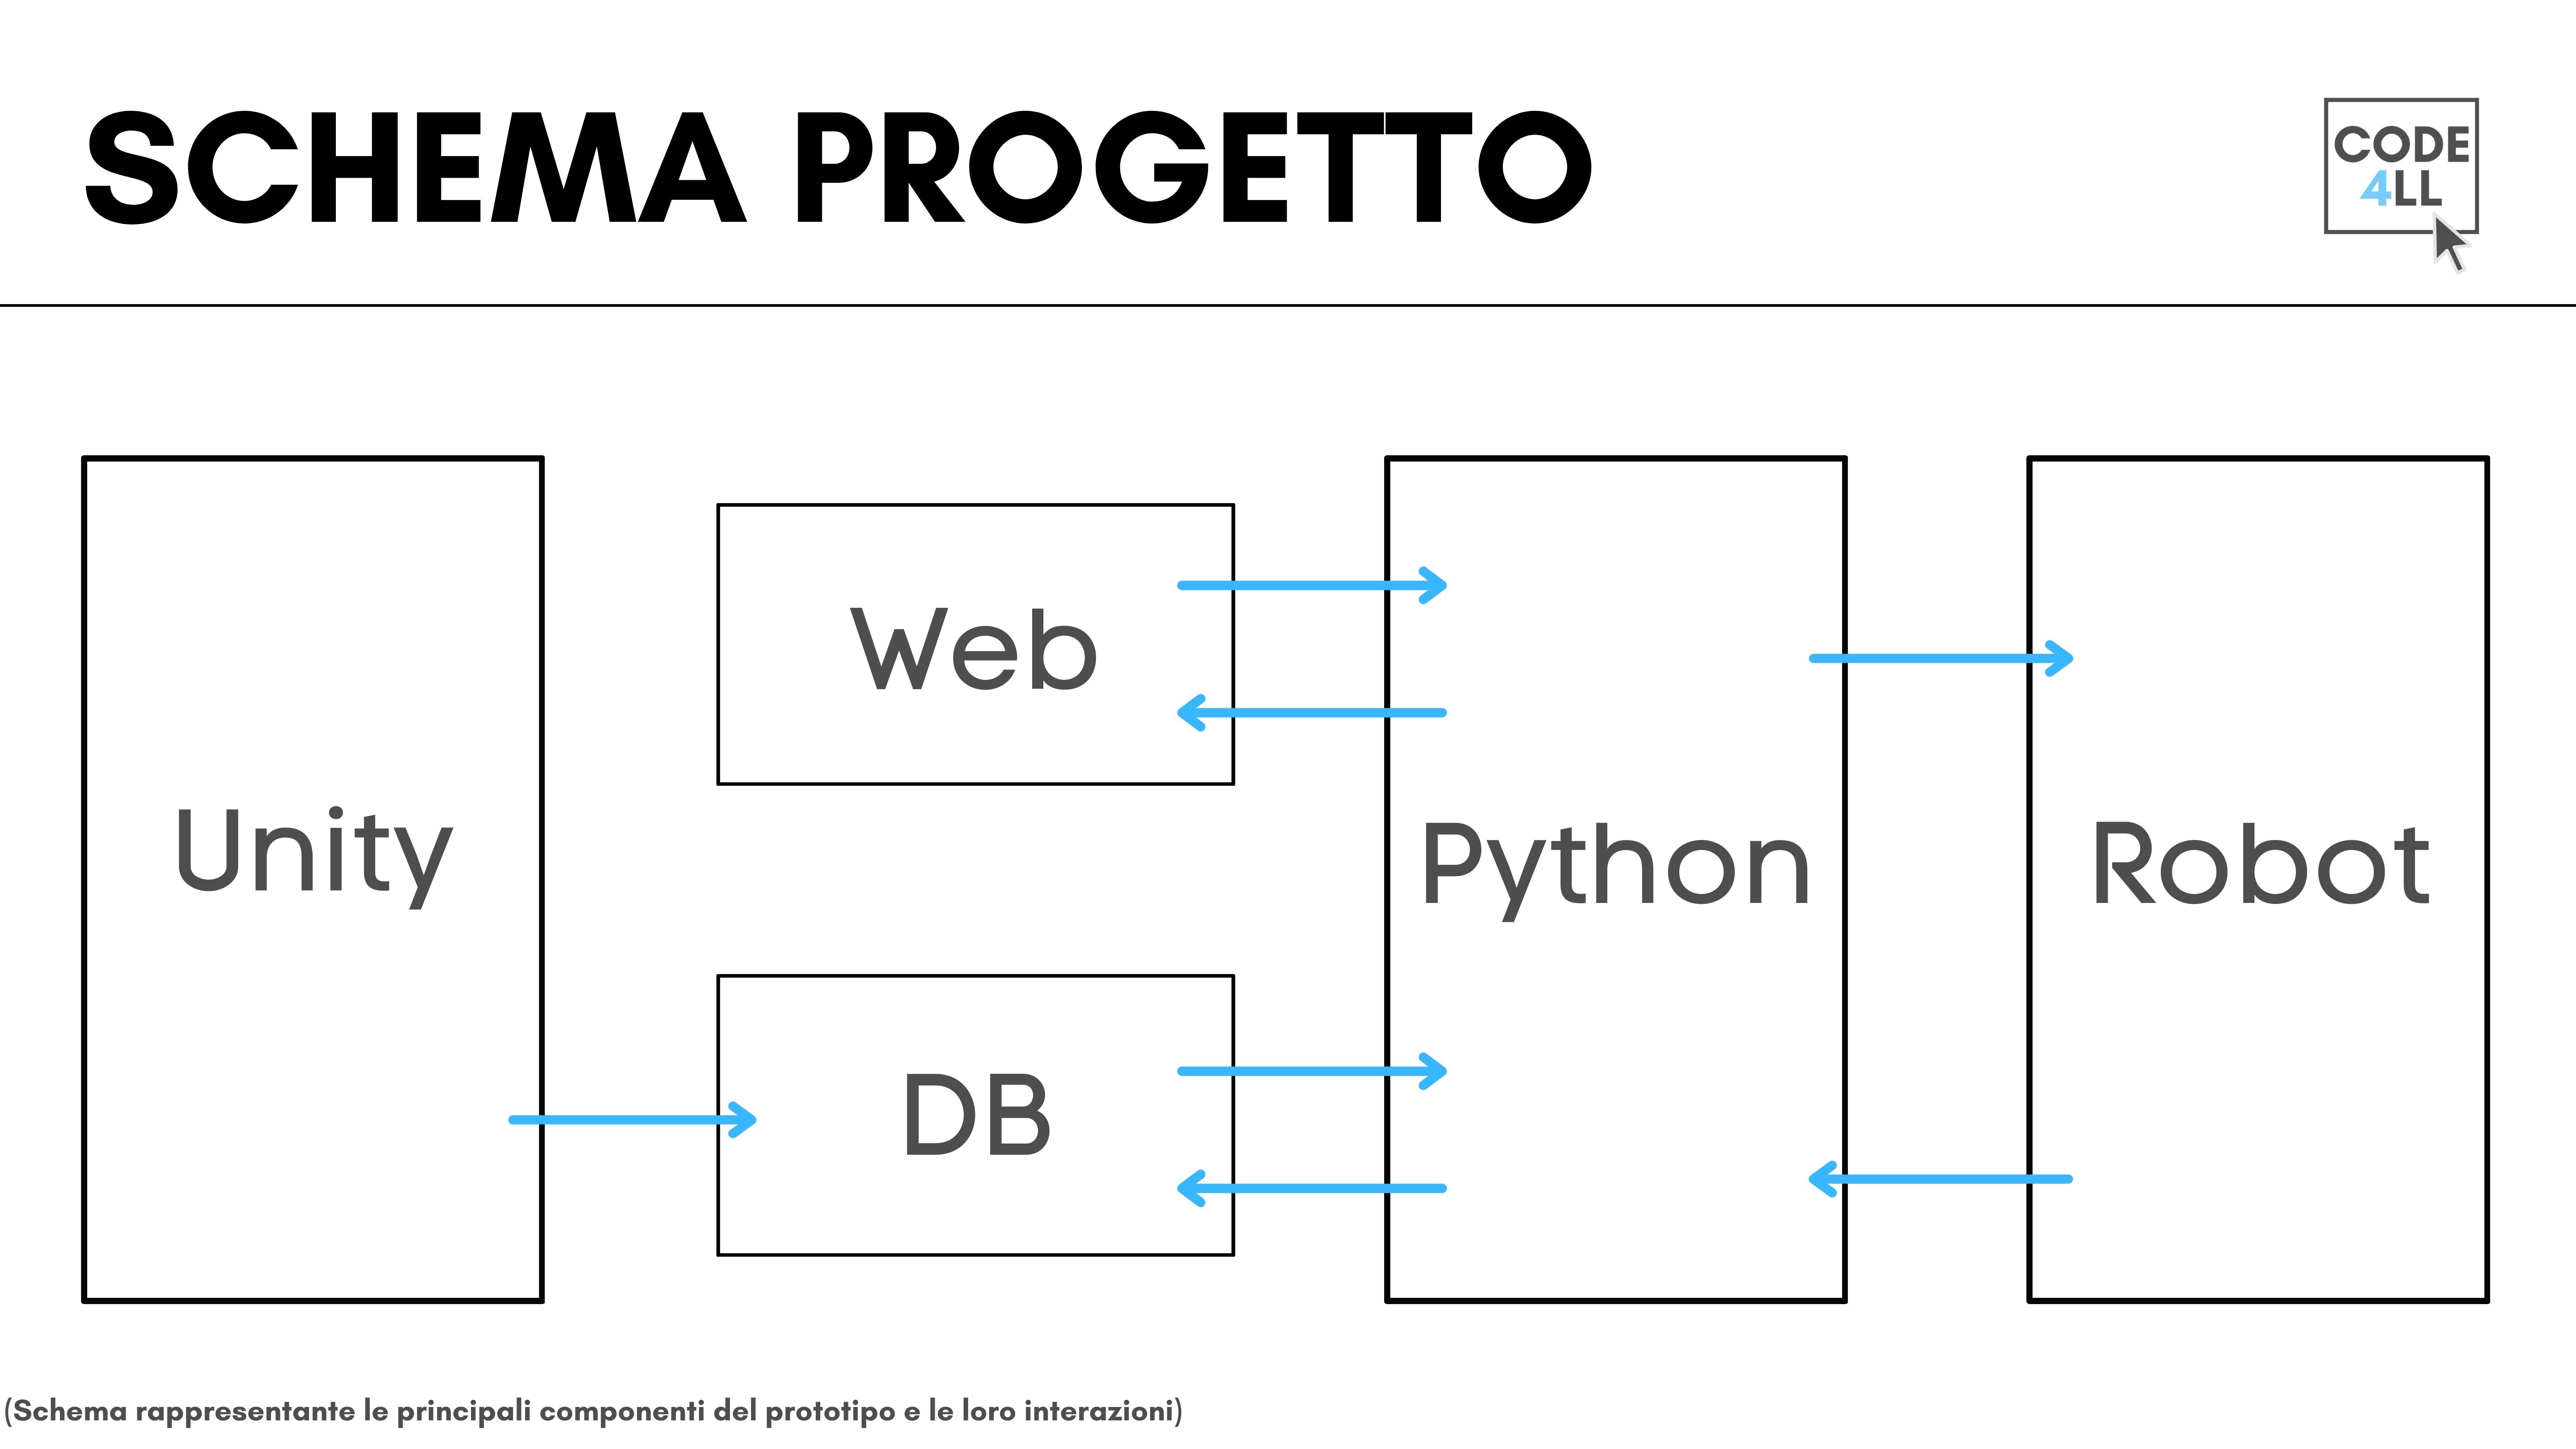 SCHEMA PROGETTO
CODE
4LL
Unity
Web
DB
Python
Robot
(Schema rappresentante le principali componenti del prototipo e le loro interazioni)